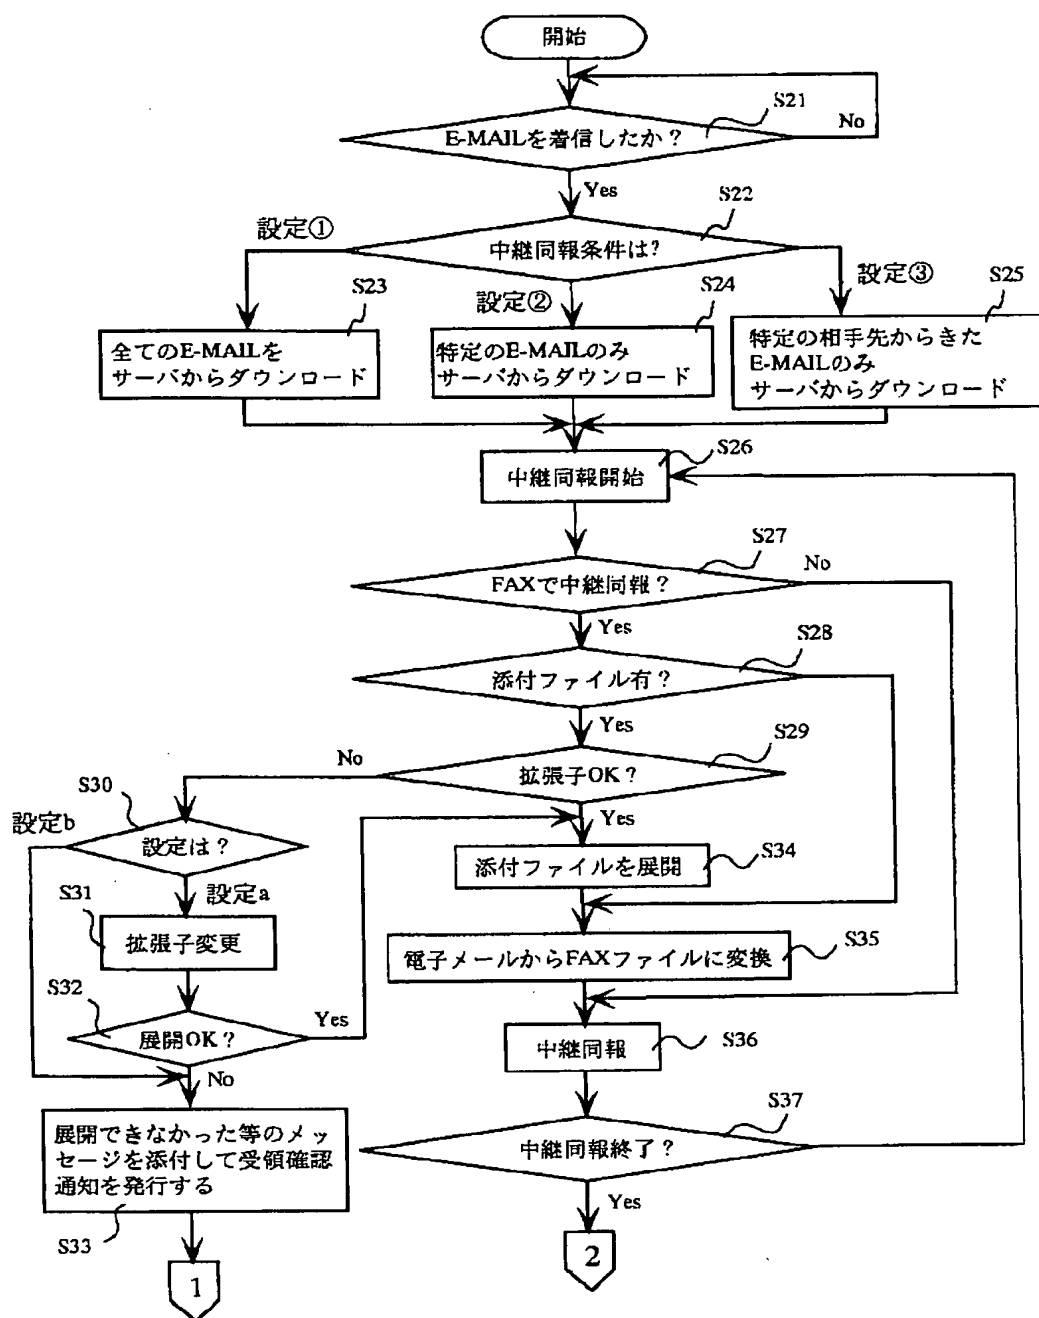 開始
S21
E-MAILを着信したか？
No
Yes
S22
中継同報条件は?
設定①
設定②
設定③
S23
全てのE-MAILを
サーバからダウンロード
S24
特定のE-MAILのみ
サーバからダウンロード
S25
特定の相手先からきた
E-MAILのみ
サーバからダウンロード
S26
中継同報開始
S27
FAXで中継同報？
No
Yes
S28
添付ファイル有？
Yes
S29
拡張子OK？
No
Yes
S30
設定は？
設定b
設定a
S31
拡張子変更
S32
展開OK？
Yes
No
S33
展開できなかった等のメッ
セージを添付して受領確認
通知を発行する
1
S34
添付ファイルを展開
S35
電子メールからFAXファイルに変換
S36
中継同報
S37
中継同報終了？
Yes
2